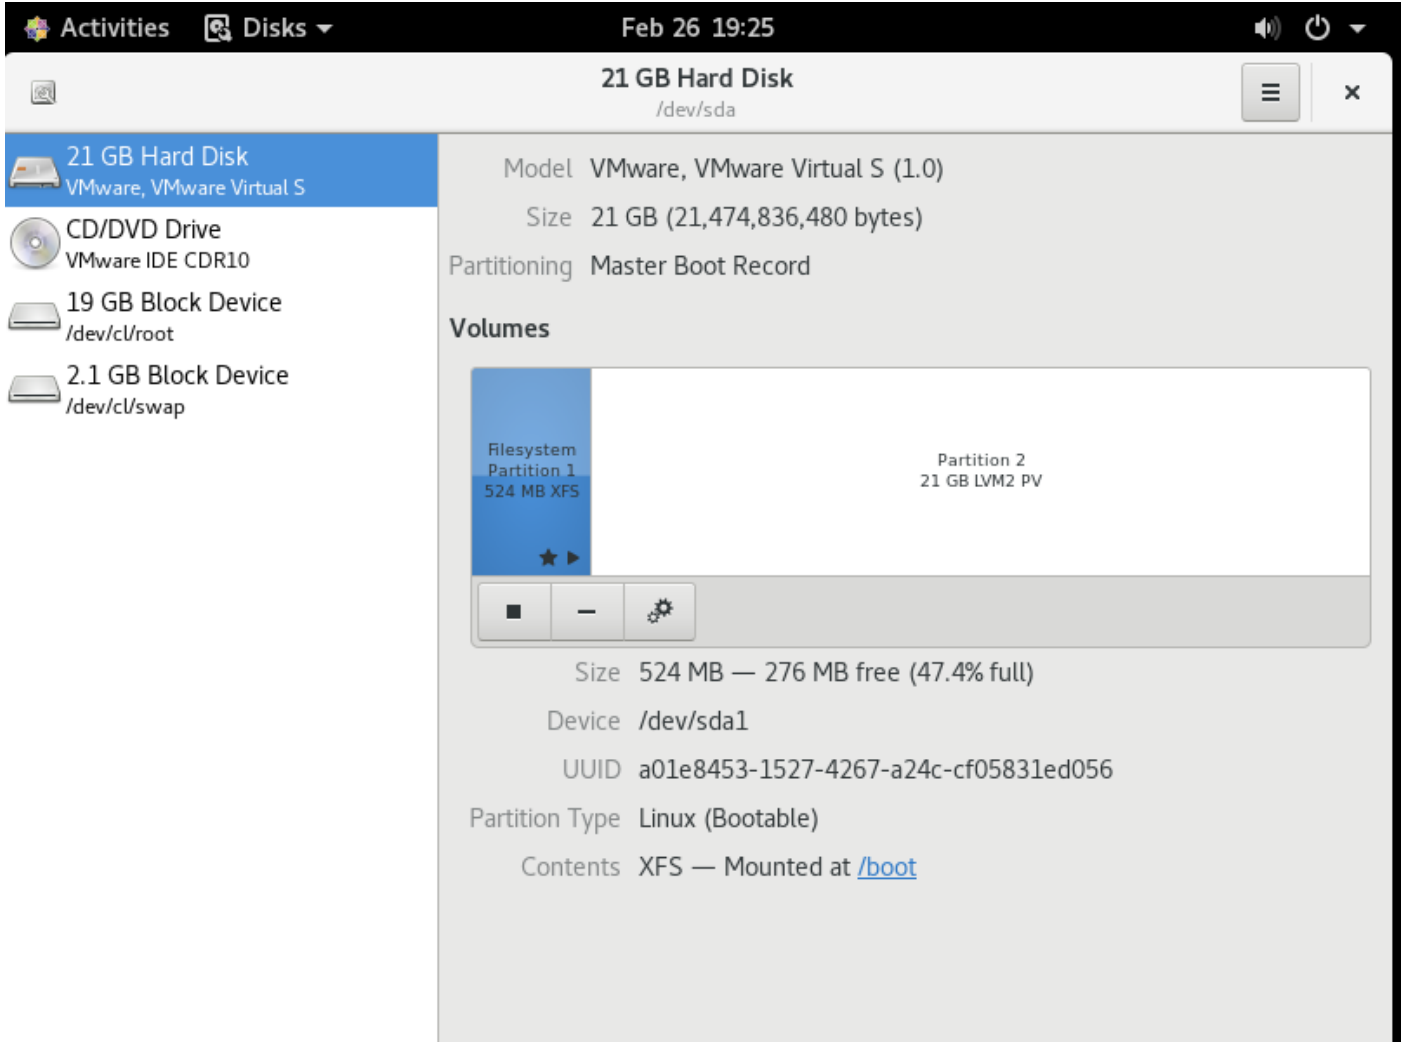 Activities Disks Feb 26 19:25
21 GB Hard Disk
/dev/sda
21 GB Hard Disk
VMware, VMware Virtual S
CD/DVD Drive
VMware IDE CDR10
19 GB Block Device
/dev/cl/root
2.1 GB Block Device
/dev/cl/swap
Model VMware, VMware Virtual S (1.0)
Size 21 GB (21,474,836,480 bytes)
Partitioning Master Boot Record
Volumes
Filesystem
Partition 1
524 MB XFS
Partition 2
21 GB LVM2 PV
Size 524 MB — 276 MB free (47.4% full)
Device /dev/sda1
UUID a01e8453-1527-4267-a24c-cf05831ed056
Partition Type Linux (Bootable)
Contents XFS — Mounted at /boot